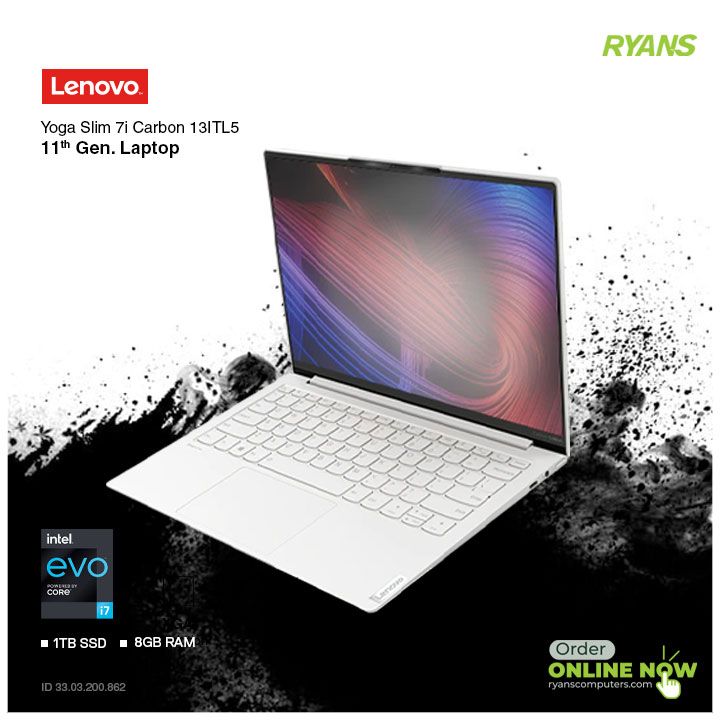 RYANS
Lenovo
Yoga Slim 7i Carbon 13ITL5
11th Gen. Laptop
Lenovo
intel
evo
POWERED BY
CORE
i7
1TB SSD
8GB RAM
ID 33.03.200.862
Order
ONLINE NOW
ryanscomputers.com